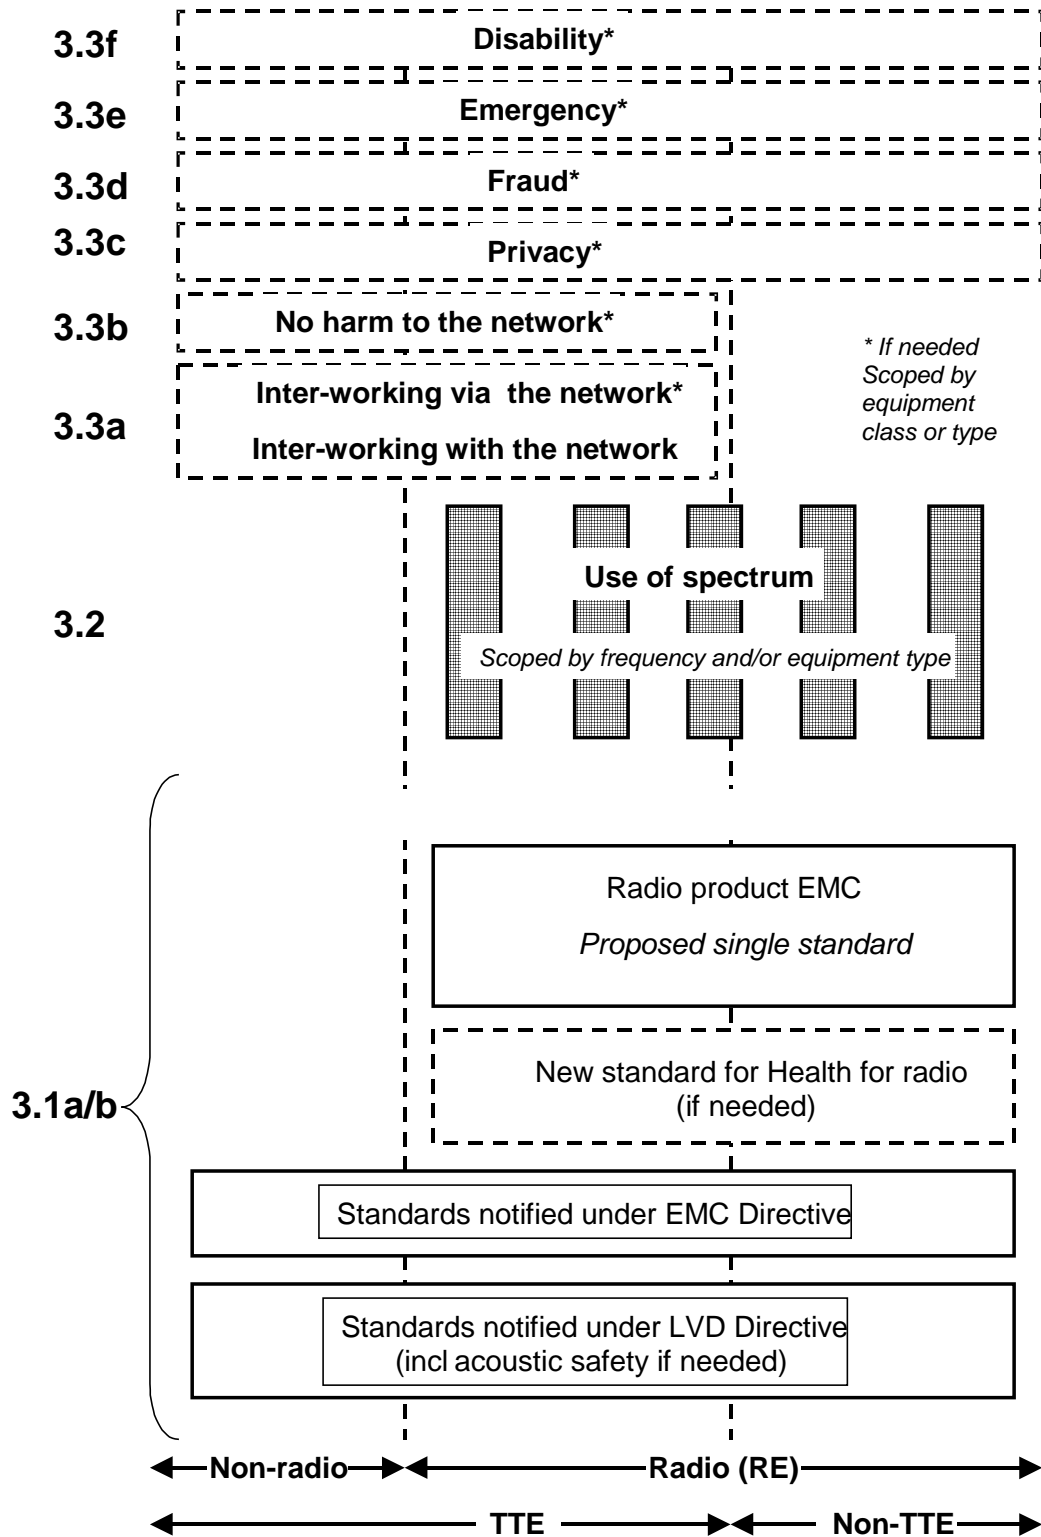 3.3f
Disability*
3.3e
Emergency*
3.3d
Fraud*
3.3c
Privacy*
3.3b
No harm to the network*
* If needed
Scoped by
equipment
class or type
3.3a
Inter-working via the network*
Inter-working with the network
3.2
Use of spectrum
Scoped by frequency and/or equipment type
Radio product EMC
Proposed single standard
3.1a/b
New standard for Health for radio
(if needed)
Standards notified under EMC Directive
Standards notified under LVD Directive
(incl acoustic safety if needed)
Non-radio
Radio (RE)
TTE
Non-TTE